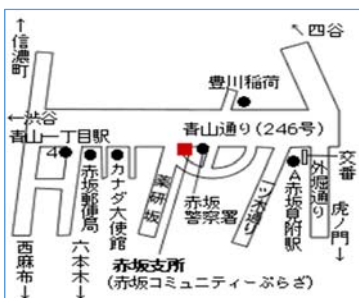 ↑
信濃町
↖四谷
豊川稲荷
←渋谷
青山通り(246号)
青山一丁目駅
4
交番
赤坂郵便局
カナダ大使館
薬研坂
赤坂
警察署
一ツ木通り
A
赤坂見附駅
外堀通り
虎ノ門→
西麻布→
六本木→
赤坂支所
(赤坂コミュニティーぷらざ)